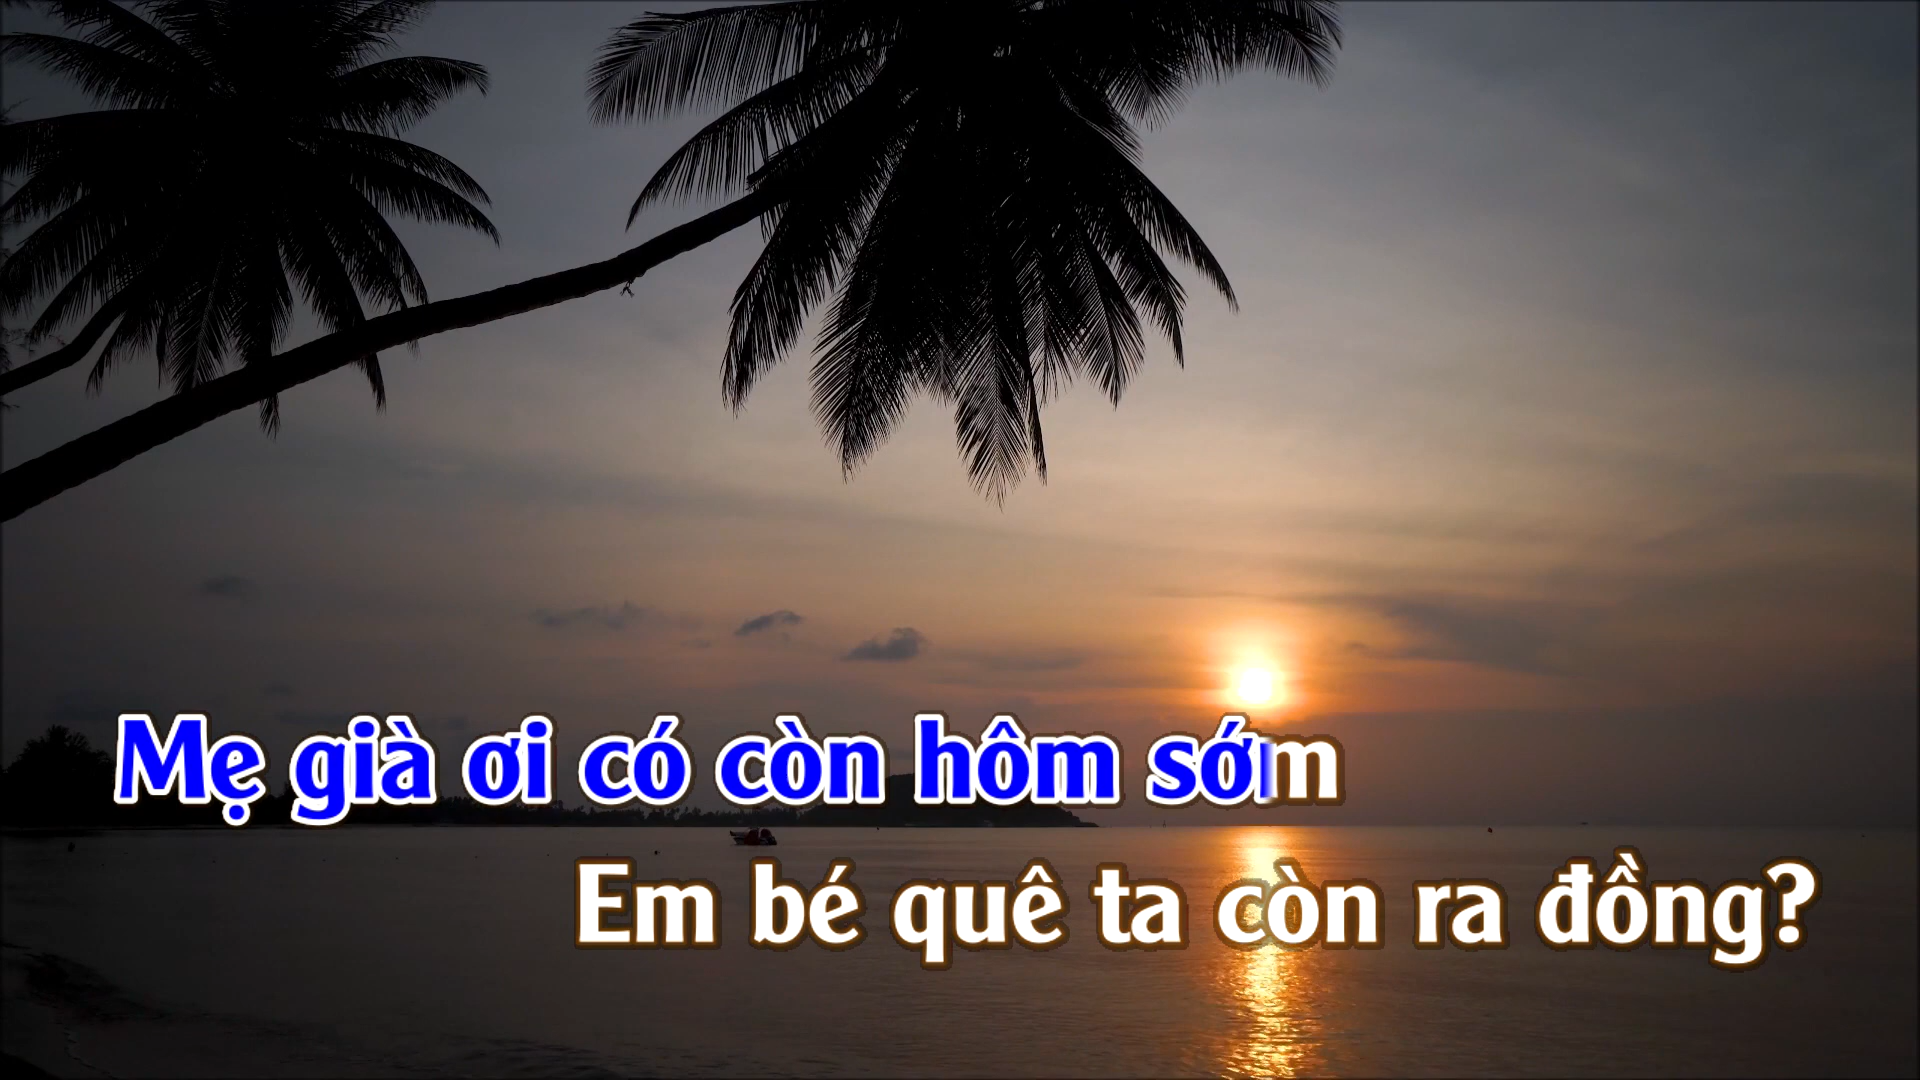 Mẹ già ơi có còn hôm sớm
Em bé quê ta còn ra đồng?